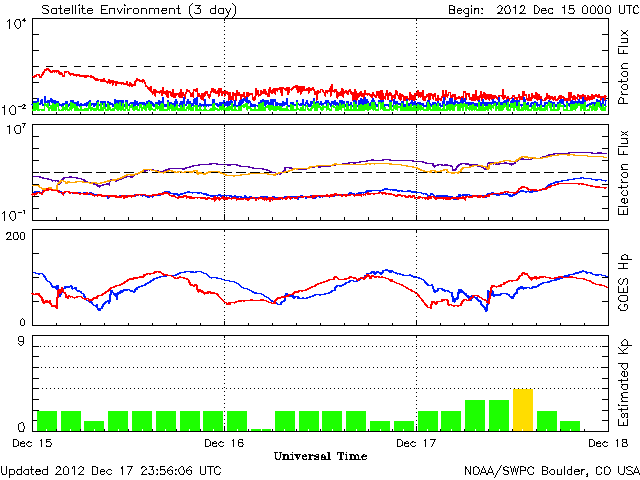 Satellite Environment (3 day) Begin: 2012 Dec 15 0000 UTC
10^4
10^-2
Proton Flux
10^7
10^-1
Electron Flux
200
0
GOES Hp
9
0
Estimated Kp
Dec 15 Dec 16 Dec 17 Dec 18
Universal Time
Updated 2012 Dec 17 23:56:06 UTC NOAA/SWPC Boulder, CO USA